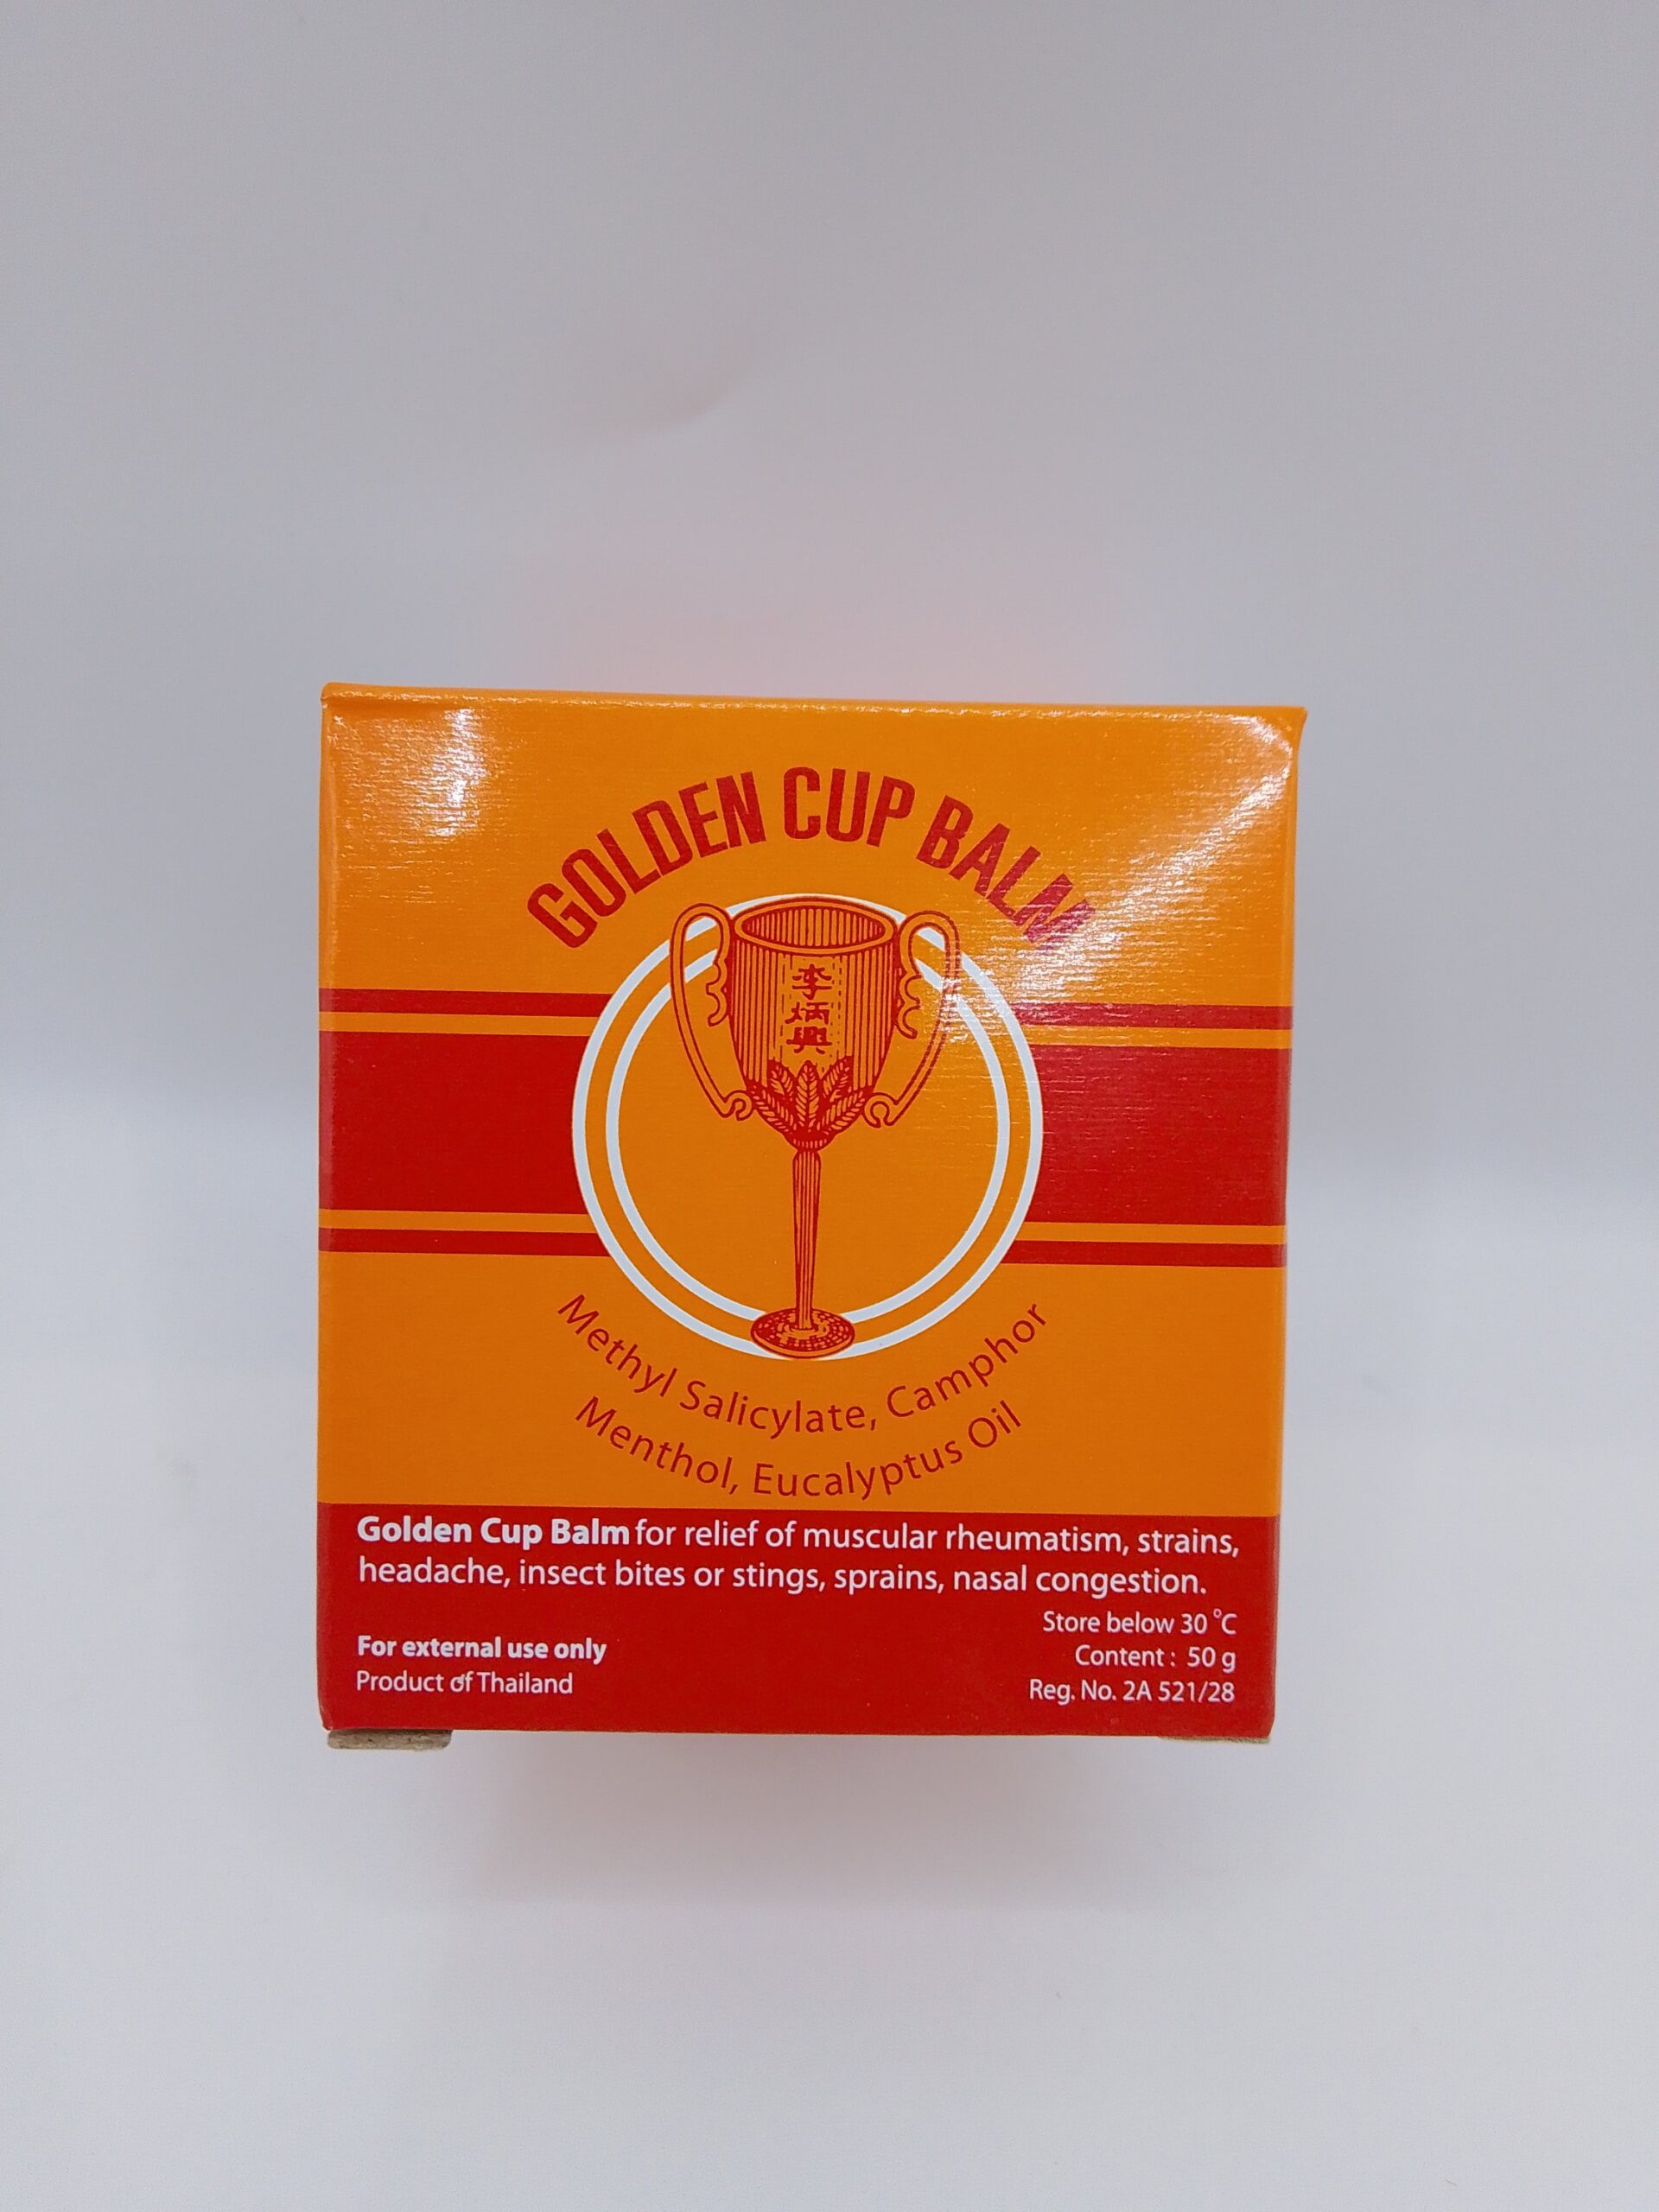 GOLDEN CUP BALM
李
炳
興
Methyl Salicylate, Camphor
Menthol, Eucalyptus Oil
Golden Cup Balm for relief of muscular rheumatism, strains,
headache, insect bites or stings, sprains, nasal congestion.
Store below 30 °C
For external use only
Content : 50 g
Product of Thailand
Reg. No. 2A 521/28